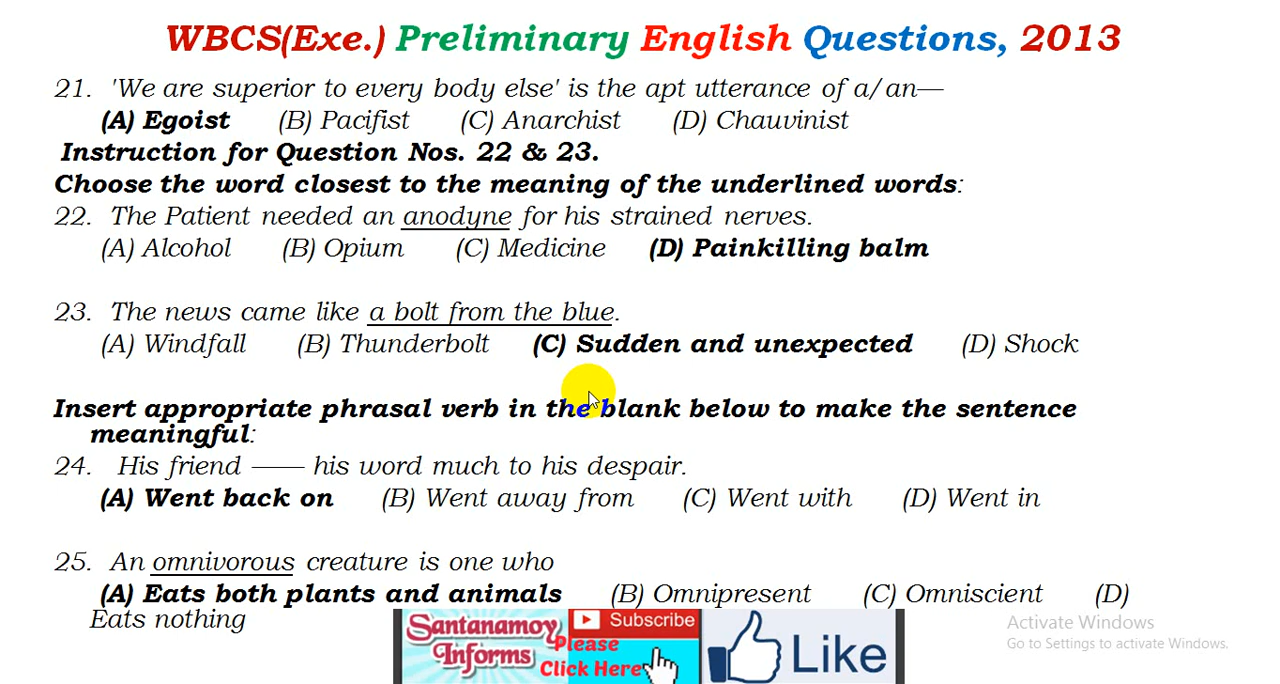 WBCS(Exe.) Preliminary English Questions, 2013
21. 'We are superior to every body else' is the apt utterance of a/an—
(A) Egoist (B) Pacifist (C) Anarchist (D) Chauvinist
Instruction for Question Nos. 22 & 23.
Choose the word closest to the meaning of the underlined words:
22. The Patient needed an anodyne for his strained nerves.
(A) Alcohol (B) Opium (C) Medicine (D) Painkilling balm
23. The news came like a bolt from the blue.
(A) Windfall (B) Thunderbolt (C) Sudden and unexpected (D) Shock
Insert appropriate phrasal verb in the blank below to make the sentence
meaningful:
24. His friend —— his word much to his despair.
(A) Went back on (B) Went away from (C) Went with (D) Went in
25. An omnivorous creature is one who
(A) Eats both plants and animals (B) Omnipresent (C) Omniscient (D)
Eats nothing
Santanamoy
Informs
Subscribe
Please
Click Here
Like
Activate Windows
Go to Settings to activate Windows.